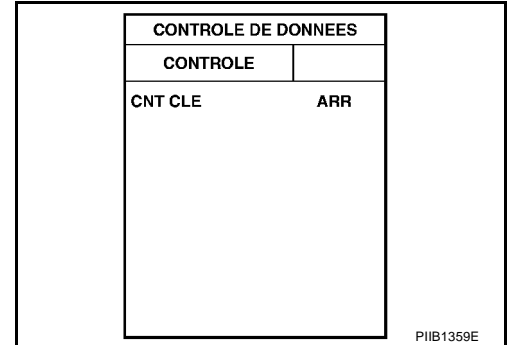 CONTROLE DE DONNEES
CONTROLE
CNT CLE ARR
PIIB1359E